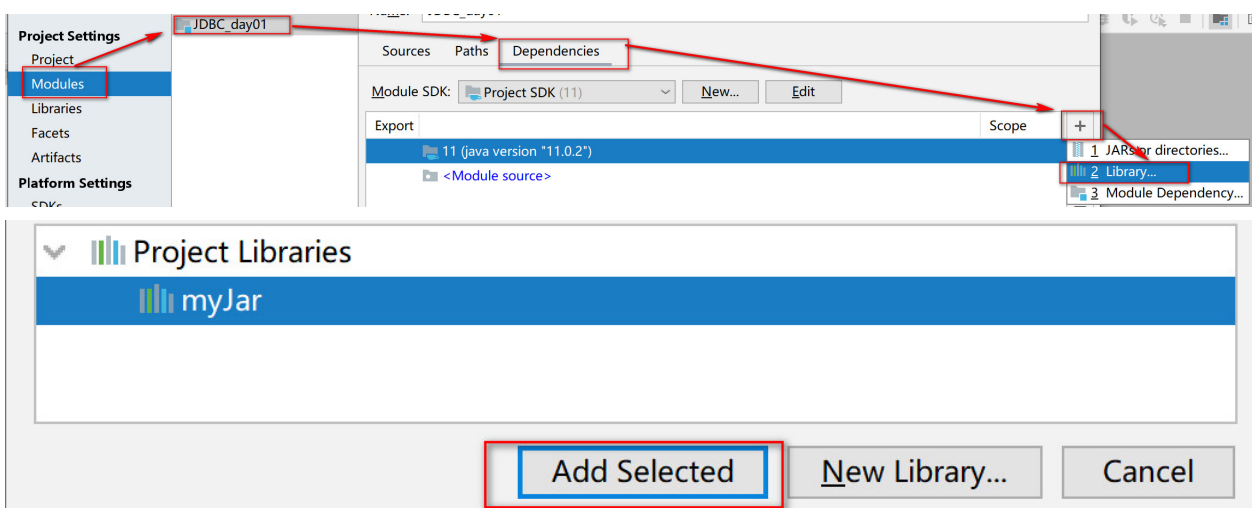 JDBC_day01
Project Settings
Project
Modules
Libraries
Facets
Artifacts
Platform Settings
Sources Paths Dependencies
Module SDK: Project SDK (11) New... Edit
Export Scope +
11 (java version "11.0.2")
<Module source>
1 JARs or directories...
2 Library...
3 Module Dependency...
Project Libraries
myJar
Add Selected New Library... Cancel